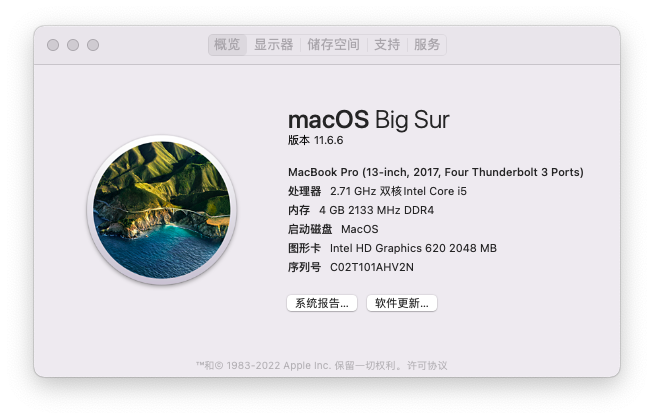 概览 显示器 储存空间 支持 服务
macOS Big Sur
版本 11.6.6
MacBook Pro (13-inch, 2017, Four Thunderbolt 3 Ports)
处理器 2.71 GHz 双核Intel Core i5
内存 4 GB 2133 MHz DDR4
启动磁盘 MacOS
图形卡 Intel HD Graphics 620 2048 MB
序列号 C02T101AHV2N
系统报告... 软件更新...
™和© 1983-2022 Apple Inc. 保留一切权利。许可协议